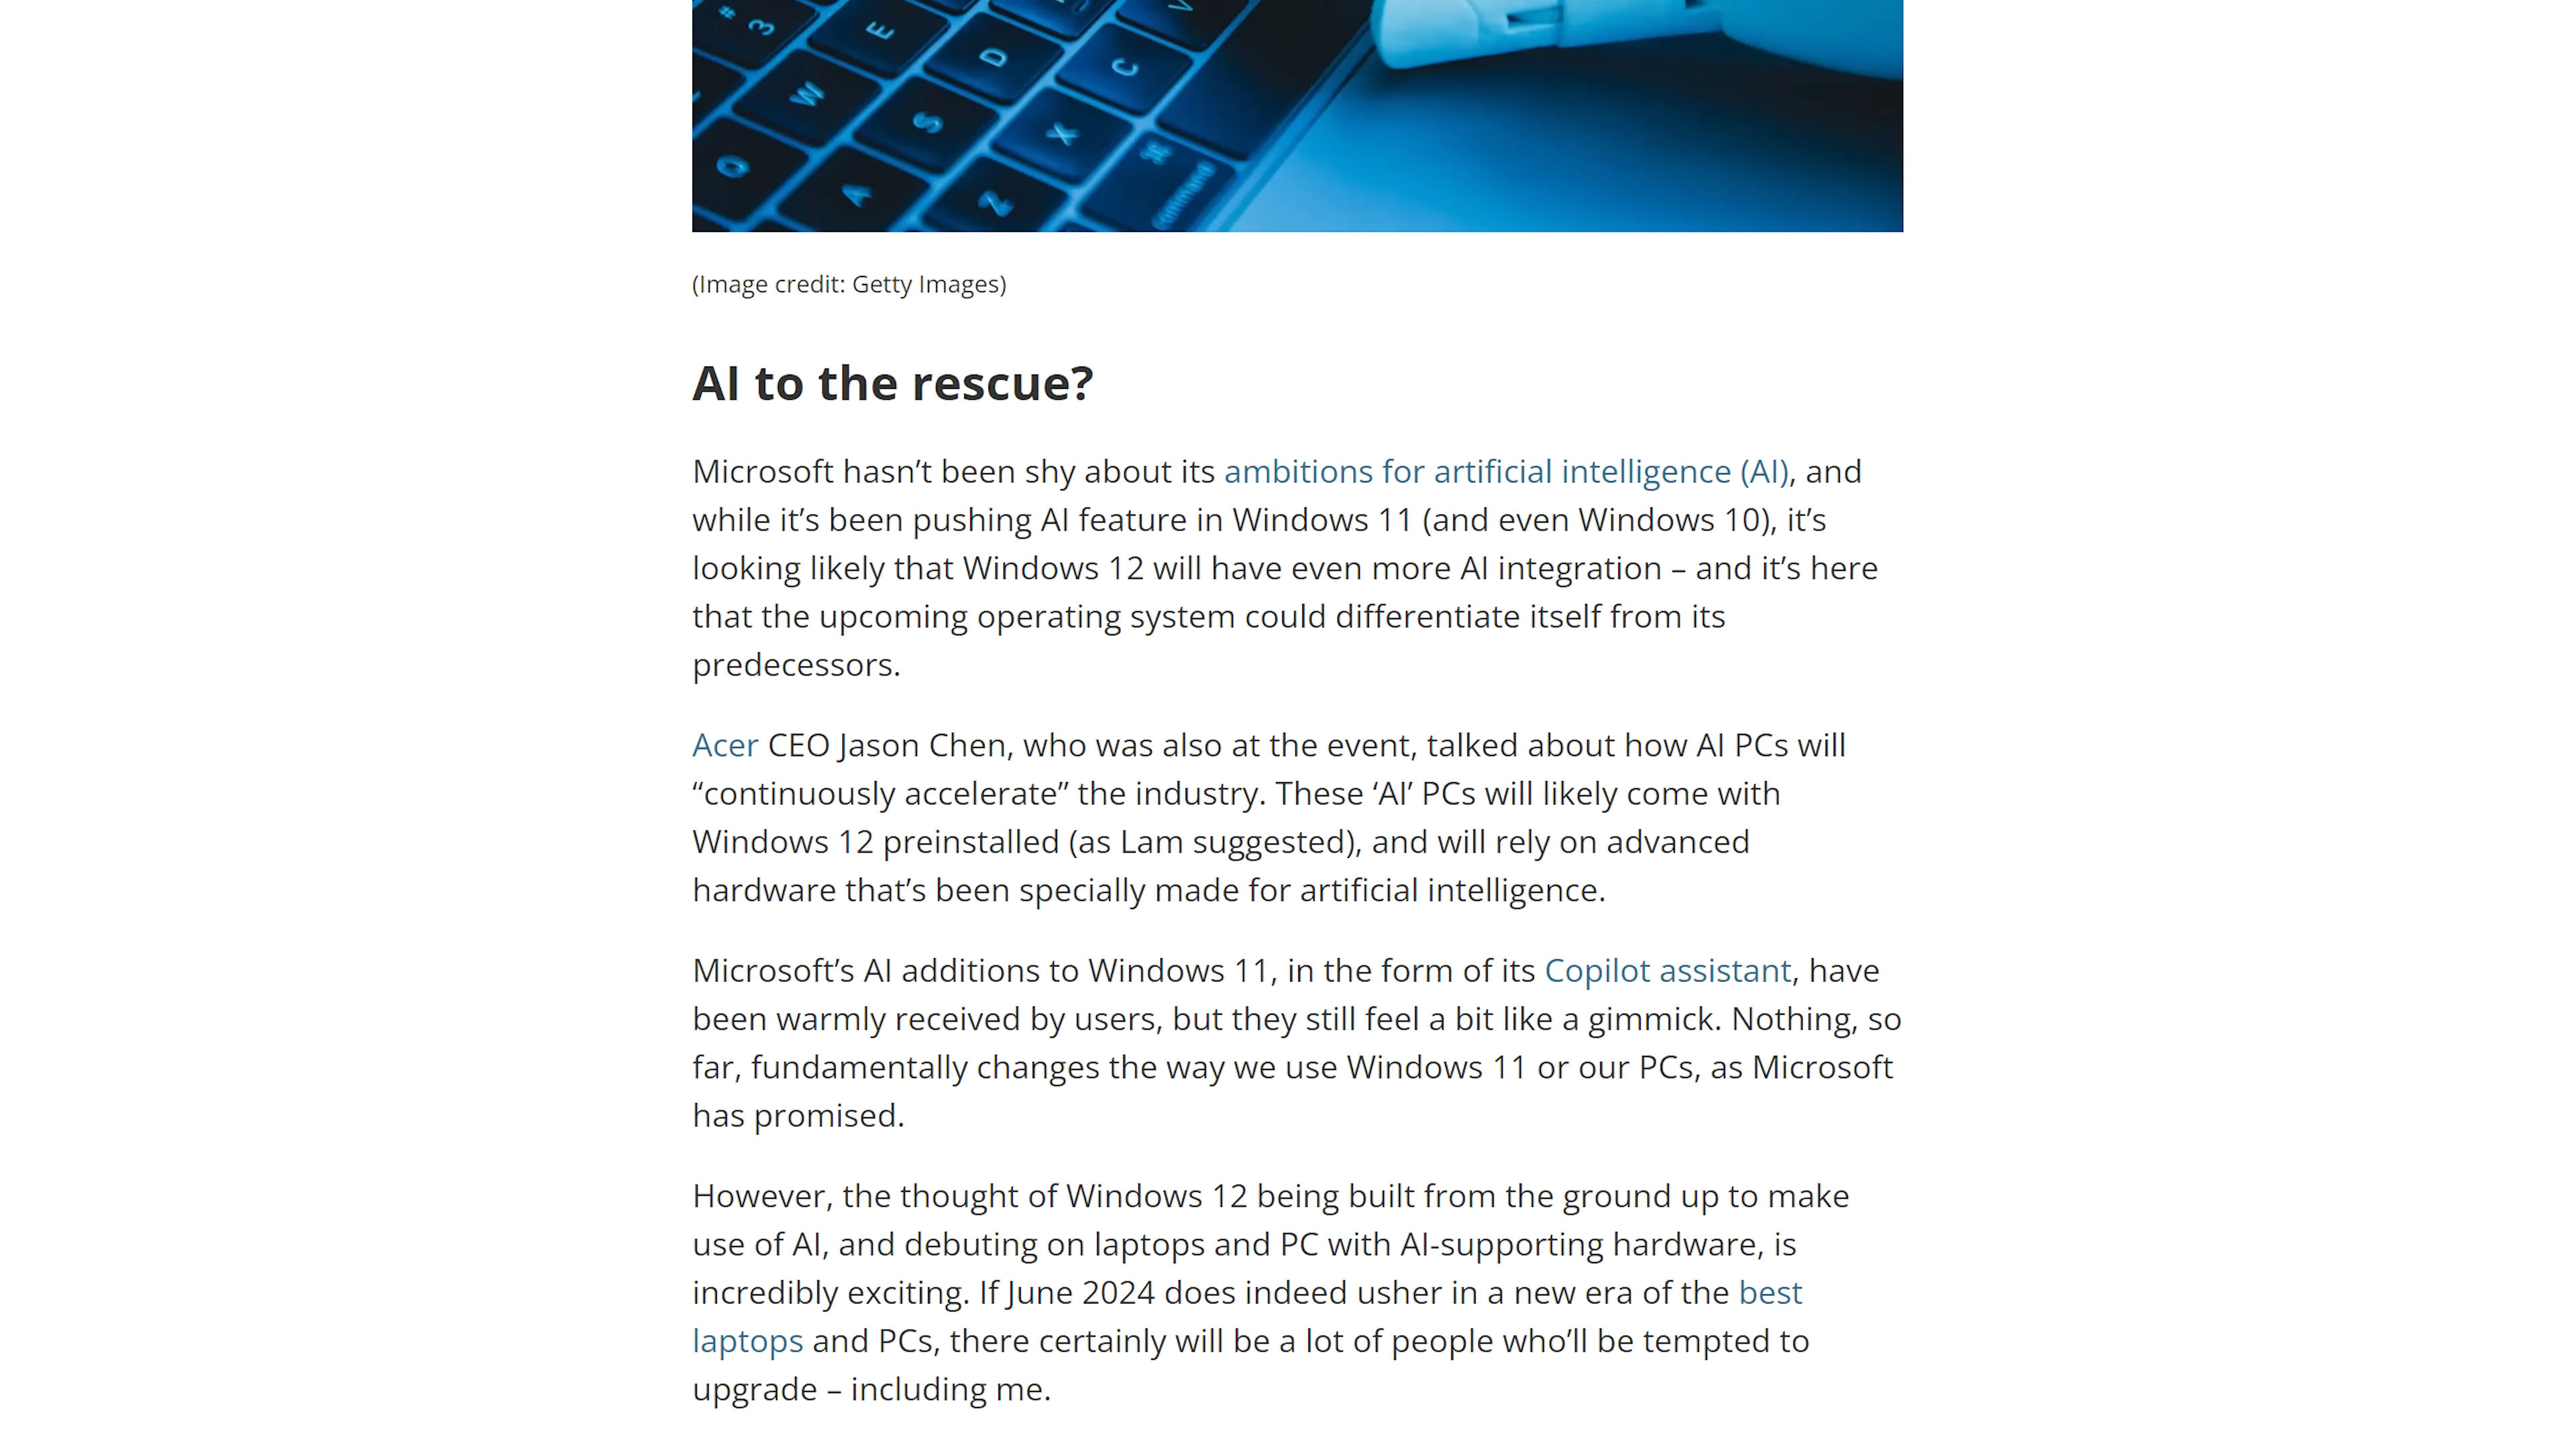 # 3 E D C V
W S X ⌘
Q A Z command
(Image credit: Getty Images)
AI to the rescue?
Microsoft hasn’t been shy about its ambitions for artificial intelligence (AI), and
while it’s been pushing AI feature in Windows 11 (and even Windows 10), it’s
looking likely that Windows 12 will have even more AI integration – and it’s here
that the upcoming operating system could differentiate itself from its
predecessors.
Acer CEO Jason Chen, who was also at the event, talked about how AI PCs will
“continuously accelerate” the industry. These ‘AI’ PCs will likely come with
Windows 12 preinstalled (as Lam suggested), and will rely on advanced
hardware that’s been specially made for artificial intelligence.
Microsoft’s AI additions to Windows 11, in the form of its Copilot assistant, have
been warmly received by users, but they still feel a bit like a gimmick. Nothing, so
far, fundamentally changes the way we use Windows 11 or our PCs, as Microsoft
has promised.
However, the thought of Windows 12 being built from the ground up to make
use of AI, and debuting on laptops and PC with AI-supporting hardware, is
incredibly exciting. If June 2024 does indeed usher in a new era of the best
laptops and PCs, there certainly will be a lot of people who’ll be tempted to
upgrade – including me.